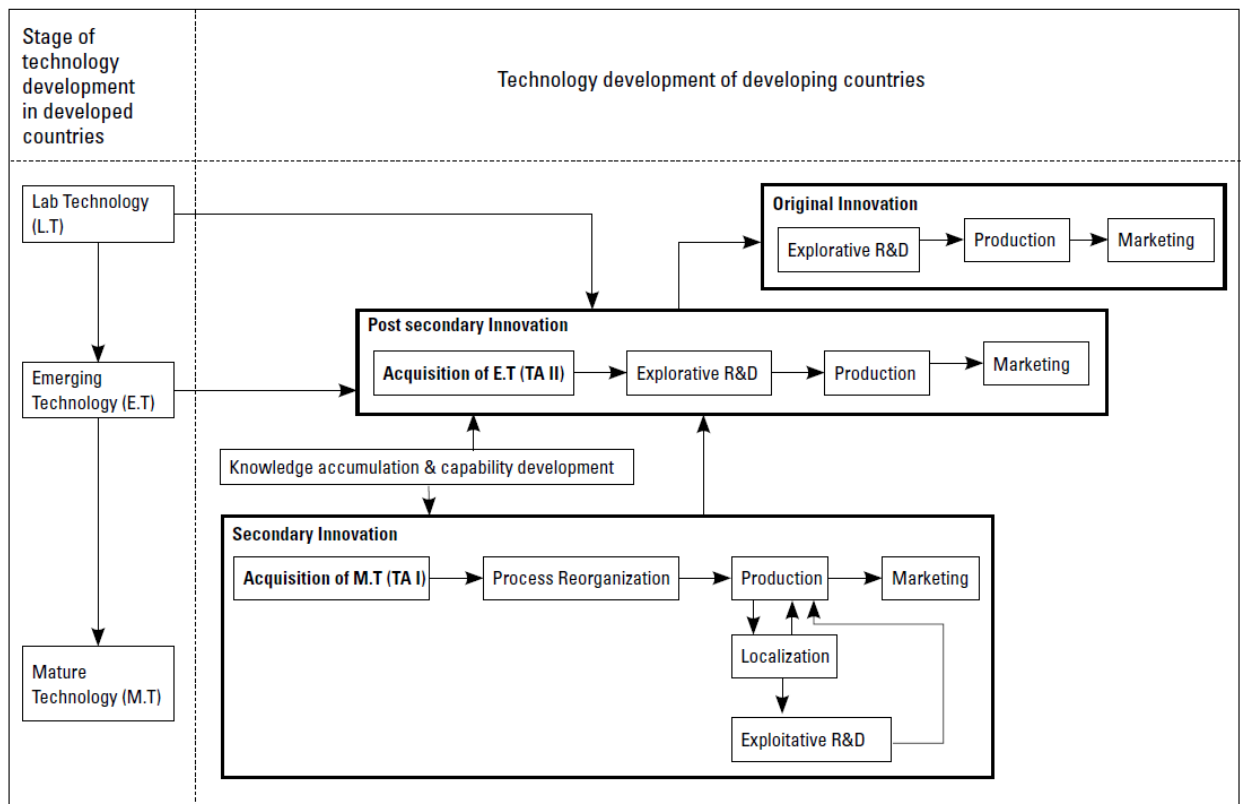 Stage of
technology
development
in developed
countries
Technology development of developing countries
Lab Technology
(L.T)
Original Innovation
Explorative R&D
Production
Marketing
Post secondary Innovation
Acquisition of E.T (TA II)
Explorative R&D
Production
Marketing
Emerging
Technology (E.T)
Knowledge accumulation & capability development
Secondary Innovation
Acquisition of M.T (TA I)
Process Reorganization
Production
Marketing
Localization
Exploitative R&D
Mature
Technology (M.T)